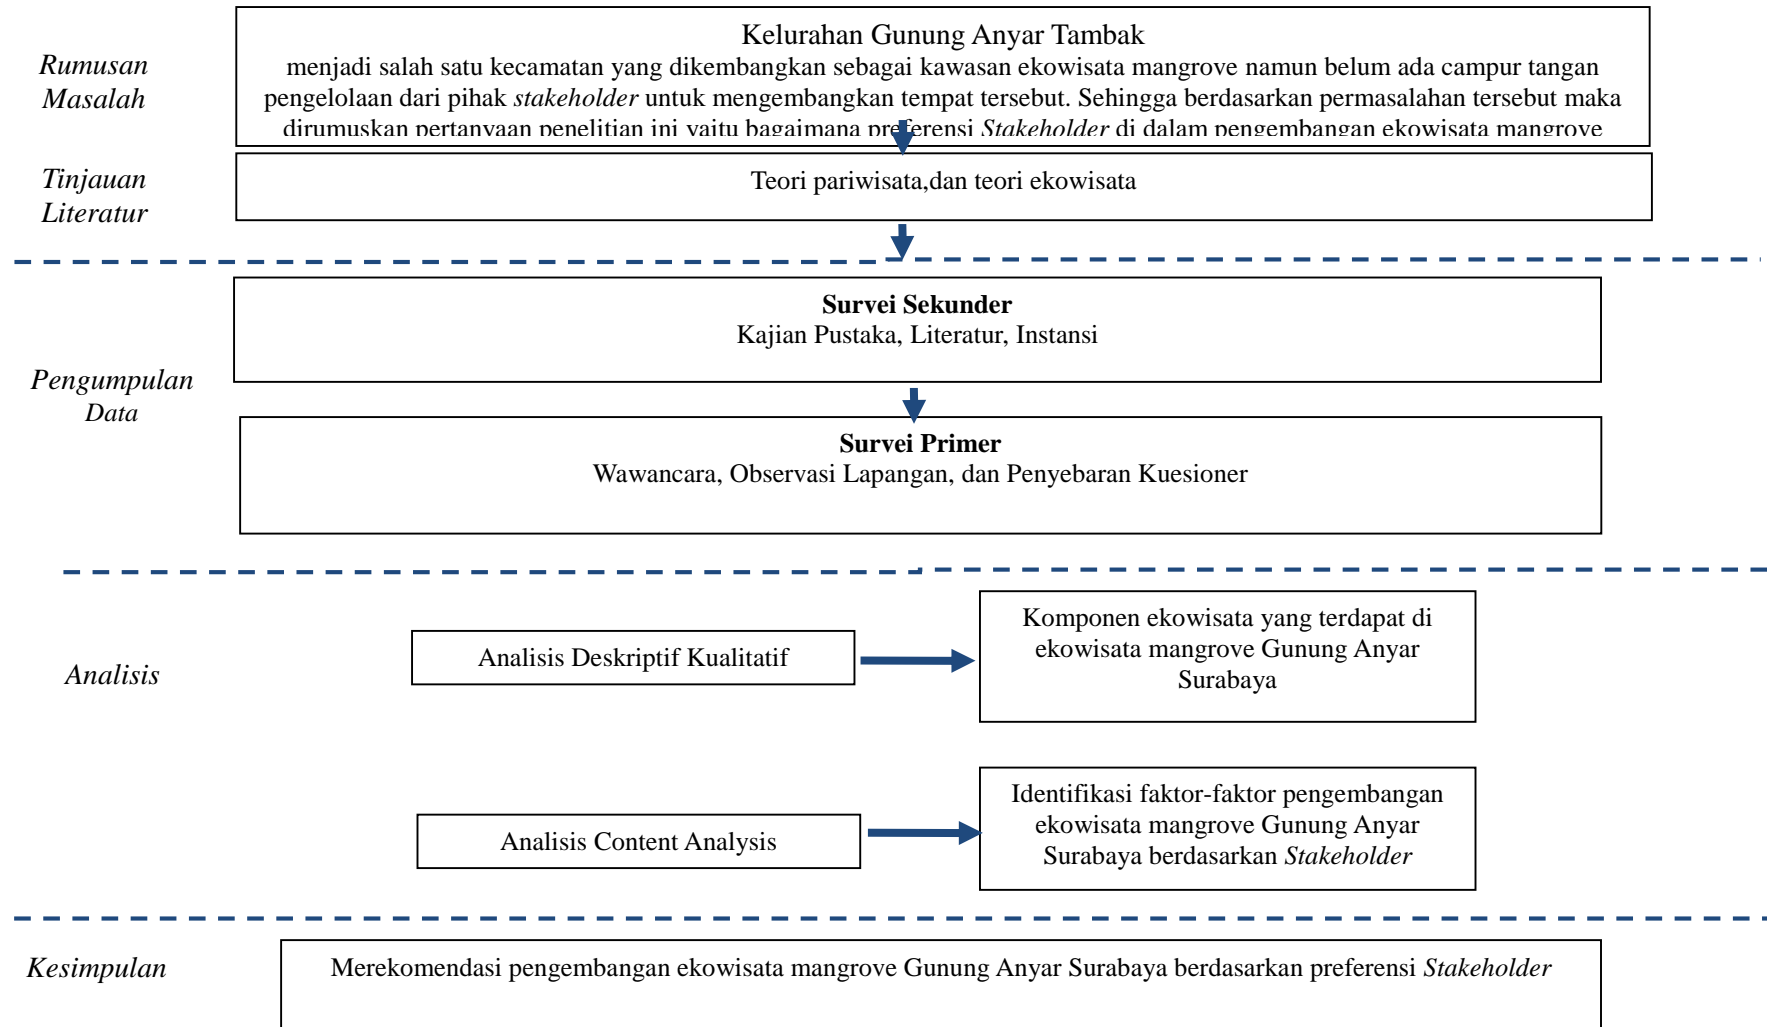 Rumusan
Masalah
Kelurahan Gunung Anyar Tambak
menjadi salah satu kecamatan yang dikembangkan sebagai kawasan ekowisata mangrove namun belum ada campur tangan
pengelolaan dari pihak stakeholder untuk mengembangkan tempat tersebut. Sehingga berdasarkan permasalahan tersebut maka
dirumuskan pertanyaan penelitian ini yaitu bagaimana preferensi Stakeholder di dalam pengembangan ekowisata mangrove
Tinjauan
Literatur
Teori pariwisata,dan teori ekowisata
Pengumpulan
Data
Survei Sekunder
Kajian Pustaka, Literatur, Instansi
Survei Primer
Wawancara, Observasi Lapangan, dan Penyebaran Kuesioner
Analisis
Analisis Deskriptif Kualitatif
Komponen ekowisata yang terdapat di
ekowisata mangrove Gunung Anyar
Surabaya
Analisis Content Analysis
Identifikasi faktor-faktor pengembangan
ekowisata mangrove Gunung Anyar
Surabaya berdasarkan Stakeholder
Kesimpulan
Merekomendasi pengembangan ekowisata mangrove Gunung Anyar Surabaya berdasarkan preferensi Stakeholder